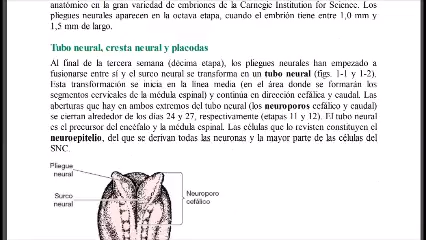 anatómico en la gran variedad de embriones de la Carnegie Institution for Science. Los
pliegues neurales aparecen en la octava etapa, cuando el embrión tiene entre 1,0 mm y
1,5 mm de largo.
Tubo neural, cresta neural y placodas
Al final de la tercera semana (décima etapa), los pliegues neurales han empezado a
fusionarse entre sí y el surco neural se transforma en un tubo neural (figs. 1-1 y 1-2).
Esta transformación se inicia en la línea media (en el área donde se formarán los
segmentos cervicales de la médula espinal) y continúa en dirección cefálica y caudal. Las
aberturas que hay en ambos extremos del tubo neural (los neuroporos cefálico y caudal)
se cierran alrededor de los días 24 y 27, respectivamente (etapas 11 y 12). El tubo neural
es el precursor del encéfalo y la médula espinal. Las células que lo revisten constituyen el
neuroepitelio, del que se derivan todas las neuronas y la mayor parte de las células del
SNC.
Pliegue
neural
Surco
neural
Neuroporo
cefálico